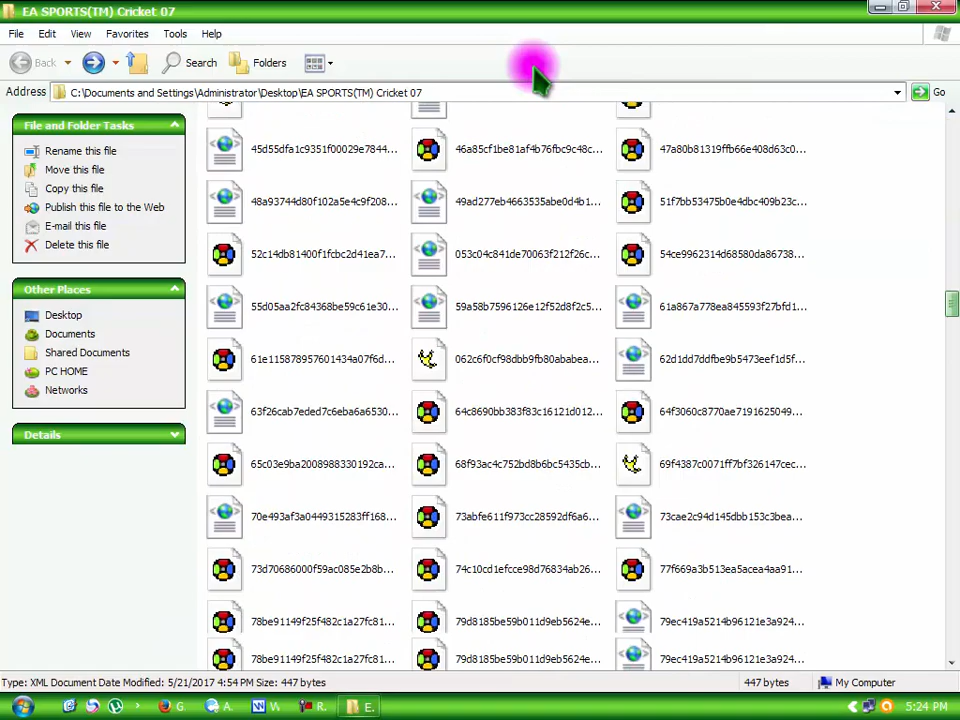 EA SPORTS(TM) Cricket 07
File Edit View Favorites Tools Help
Back Search Folders
Address C:\Documents and Settings\Administrator\Desktop\EA SPORTS(TM) Cricket 07 Go
File and Folder Tasks
Rename this file
Move this file
Copy this file
Publish this file to the Web
E-mail this file
Delete this file
Other Places
Desktop
Documents
Shared Documents
PC HOME
Networks
Details
45d55dfa1c9351f00029e7844... 46a85cf1be81af4b76fbc9c48c... 47a80b81319ffb66e408d63c0...
48a93744d80f102a5e4c9f208... 49ad277eb4663535abe0d4b1... 51f7bb53475b0e4dbc409b23c...
52c14db81400f1fcbc2d41ea7... 053c04c841de70063f212f26c... 54ce9962314d68580da86738...
55d05aa2fc84368be59c61e30... 59a58b7596126e12f52d8f2c5... 61a867a778ea845593f27bfd1...
61e115878957601434a07f6d... 062c6f0cf98dbb9fb80ababea... 62d1dd7ddfbe9b5473eef1d5f...
63f26cab7eded7c6eba6a6530... 64c8690bb383f83c16121d012... 64f3060c8770ae7191625049...
65c03e9ba2008988330192ca... 68f93ac4c752bd8b6bc5435cb... 69f4387c0071ff7bf326147cec...
70e493af3a0449315283ff168... 73abfe611f973cc28592df6a6... 73cae2c94d145dbb153c3bea...
73d70686000f59ac085e2b8b... 74c10cd1efcce98d76834ab26... 77f669a3b513ea5acea4aa91...
78be91149f25f482c1a27fc87... 79d8185be59b011d9eb5624e... 79ec419a5214b96121e3a924...
78be91149f25f482c1a27fc87... 79d8185be59b011d9eb5624e... 79ec419a5214b96121e3a924...
Type: XML Document Date Modified: 5/21/2017 4:54 PM Size: 447 bytes 447 bytes My Computer
G. A. W. R. E. 5:24 PM